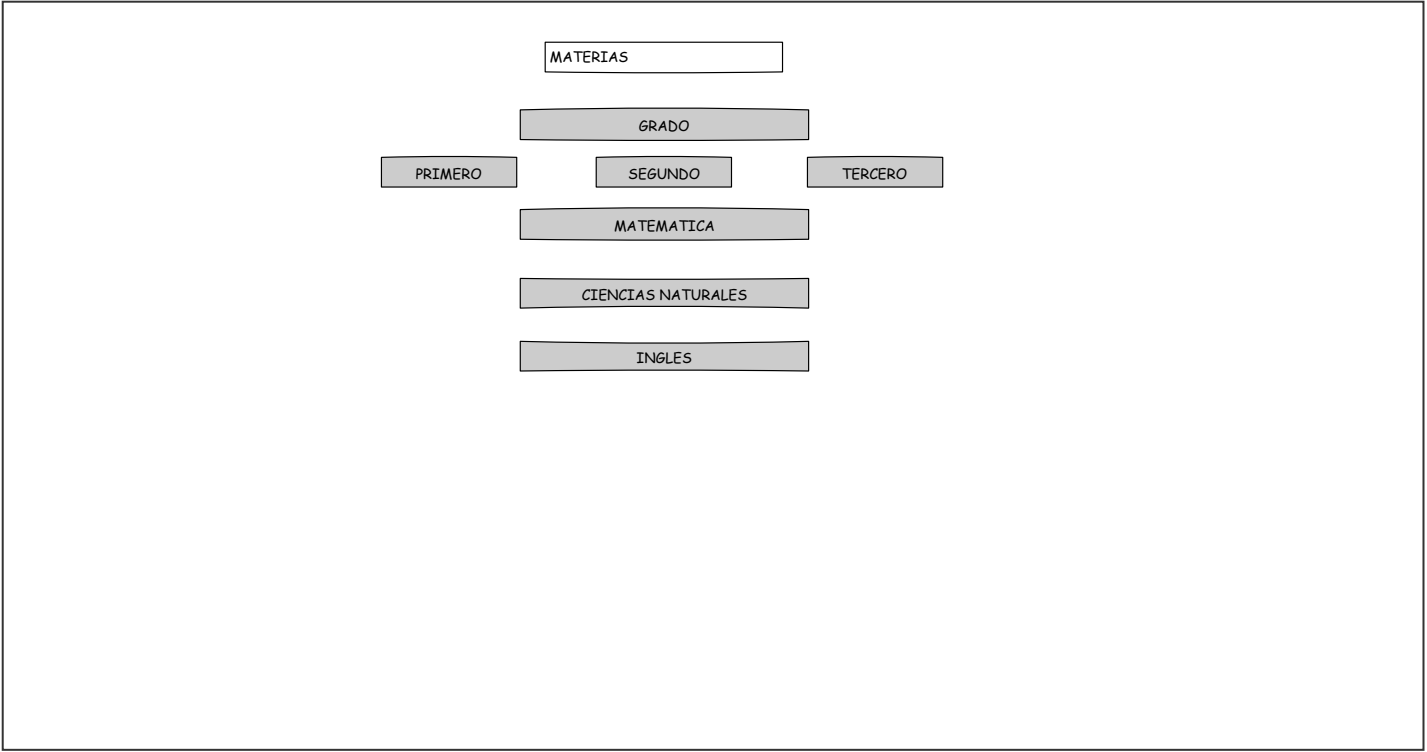 MATERIAS
GRADO
PRIMERO SEGUNDO TERCERO
MATEMATICA
CIENCIAS NATURALES
INGLES